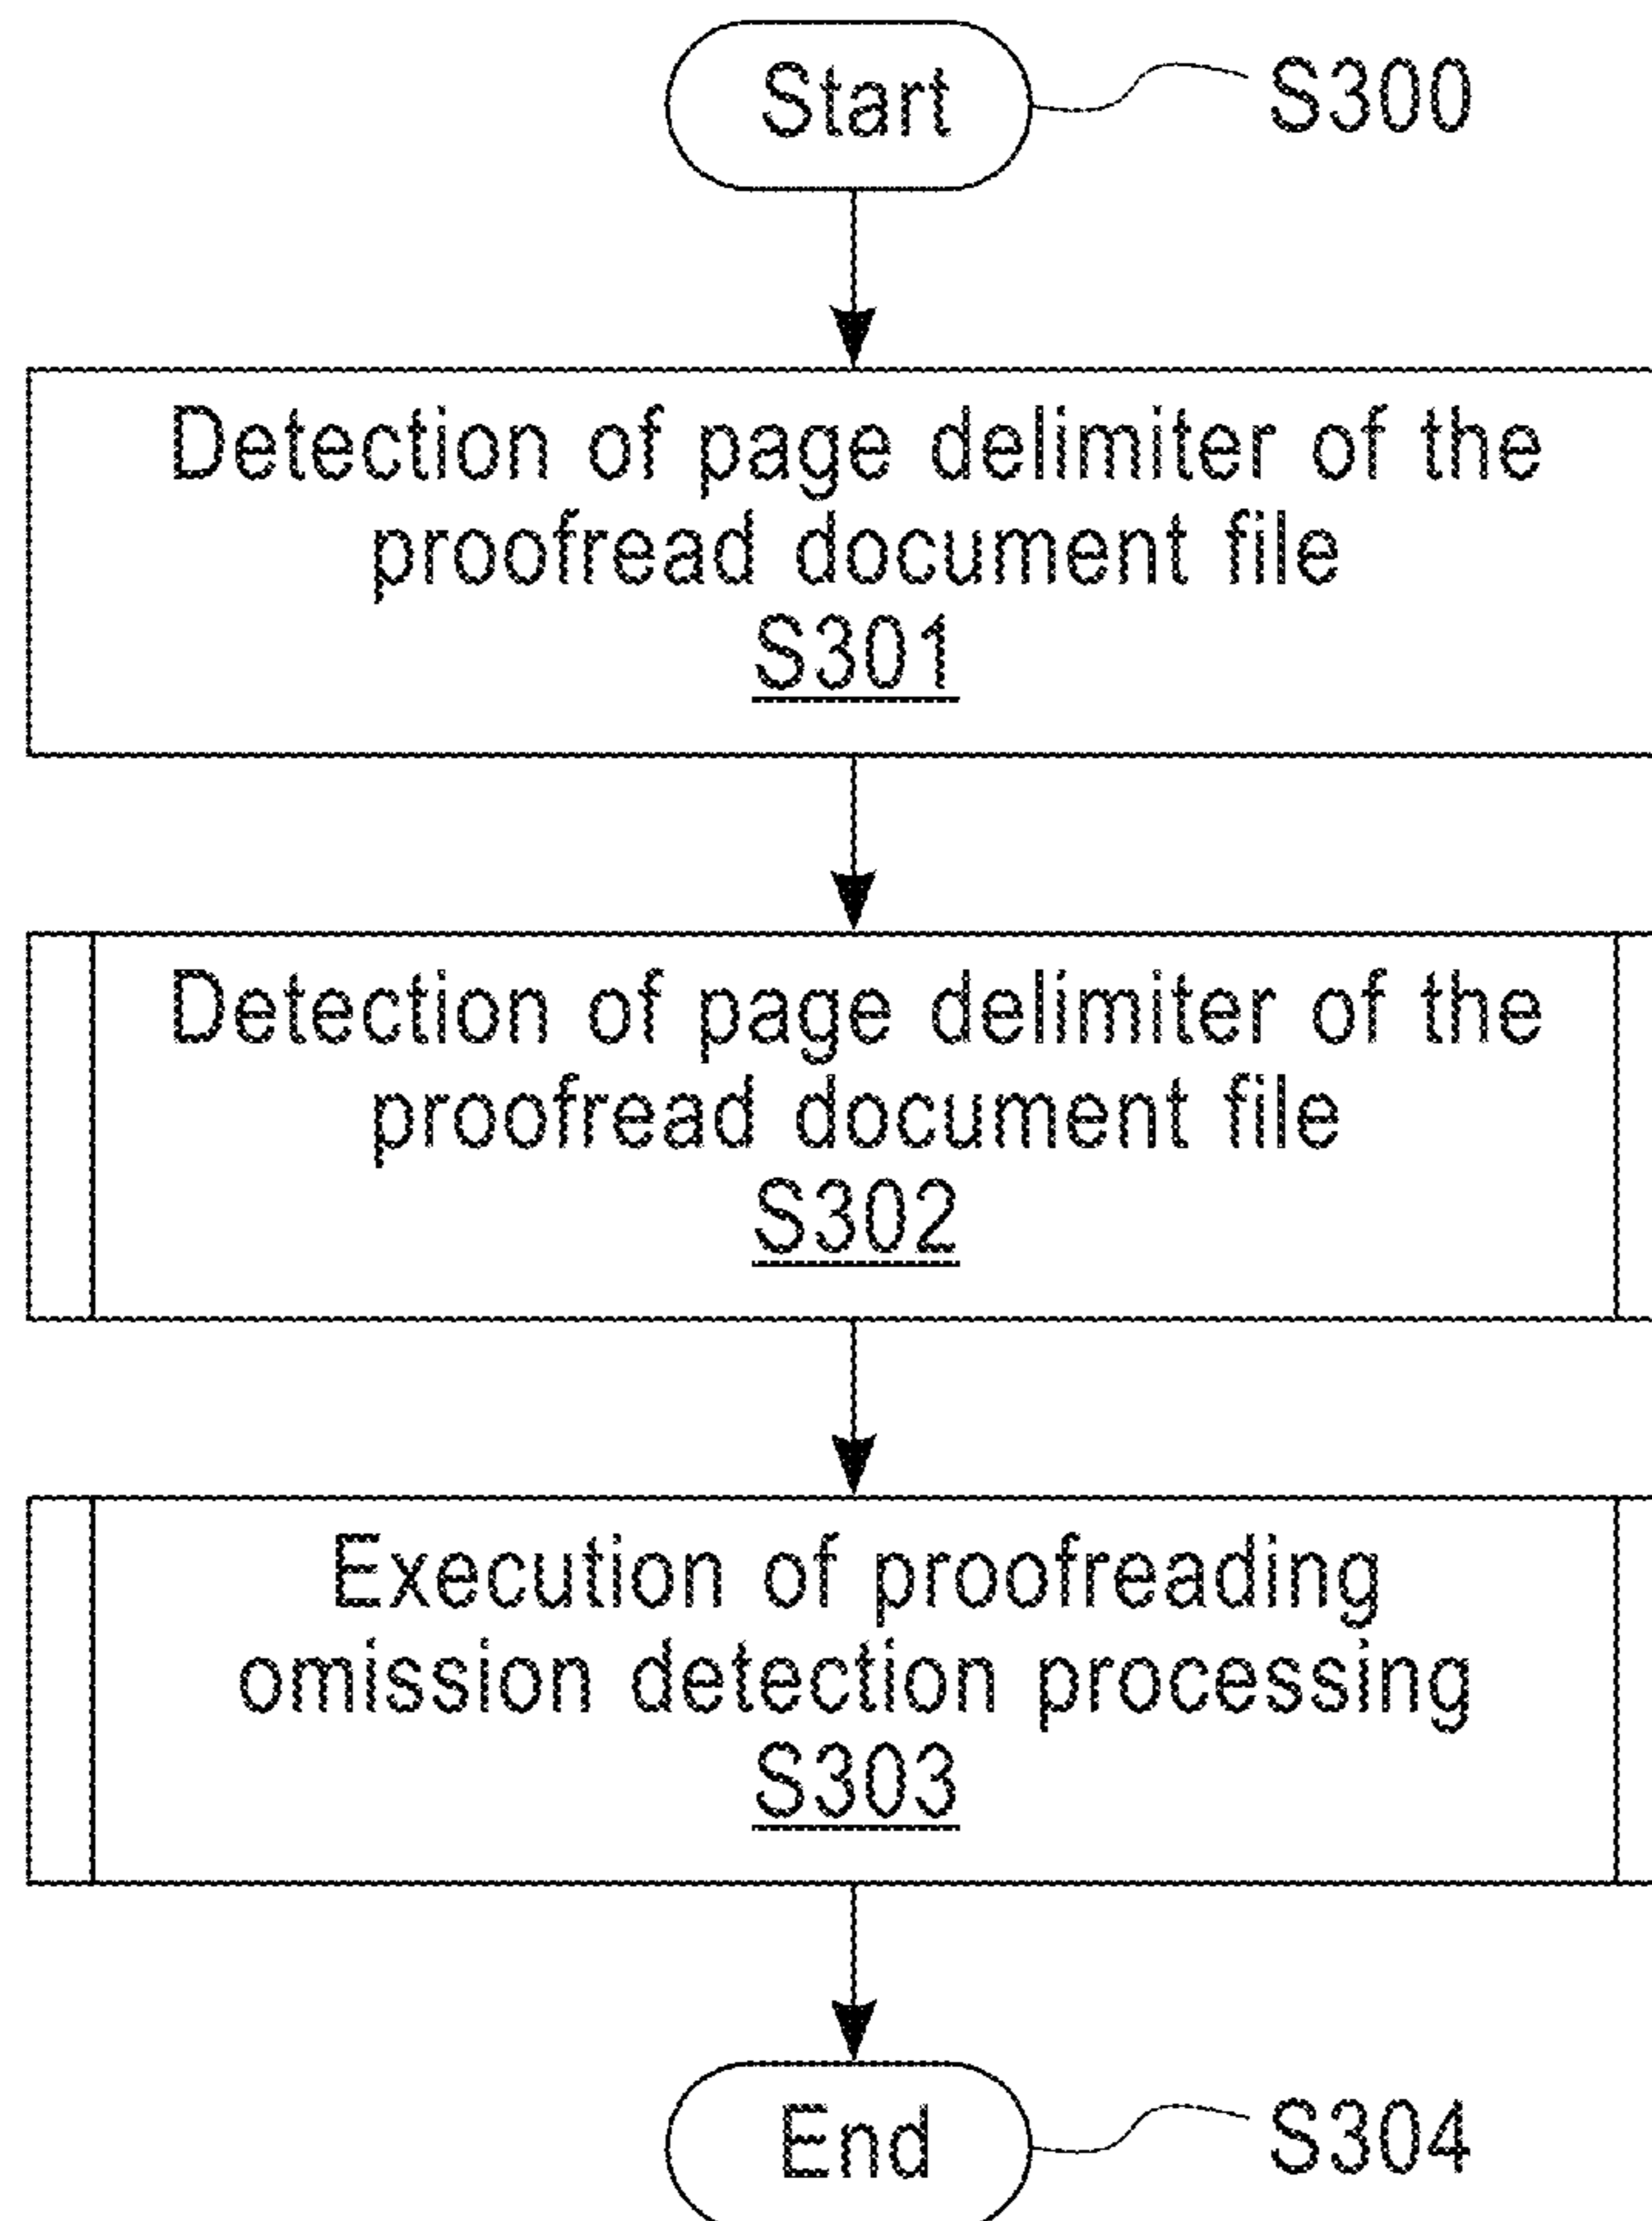 Start
S300
Detection of page delimiter of the
proofread document file
S301
Detection of page delimiter of the
proofread document file
S302
Execution of proofreading
omission detection processing
S303
End
S304